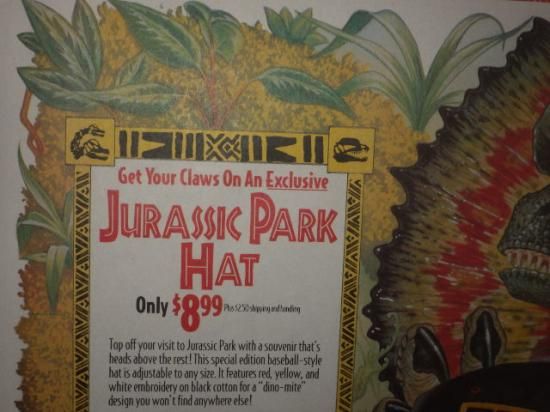 Get Your Claws On An Exclusive
JURASSIC PARK
HAT
Only $8.99 Plus $2.50 shipping and handling
Top off your visit to Jurassic Park with a souvenir that's
heads above the rest! This special edition baseball-style
hat is adjustable to any size. It features red, yellow, and
white embroidery on black cotton for a "dino-mite"
design you won't find anywhere else!